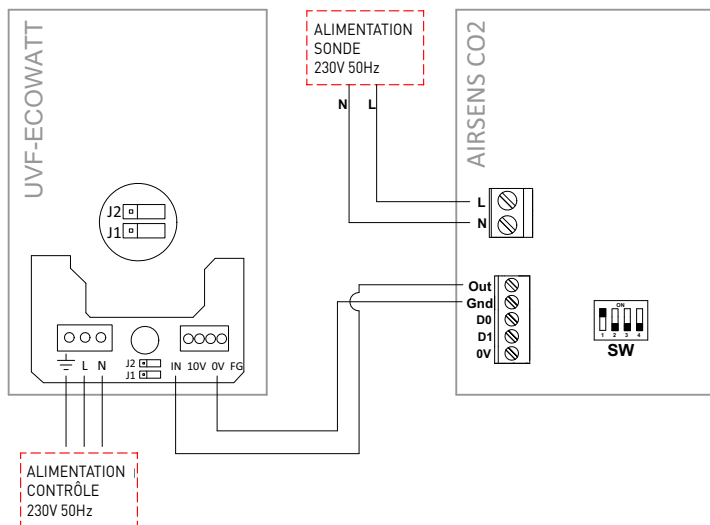 UVF-ECOWATT
J2
J1
L N
J2
J1
IN 10V 0V FG
ALIMENTATION
CONTRÔLE
230V 50Hz
ALIMENTATION
SONDE
230V 50Hz
N L
AIRSENS CO2
L
N
Out
Gnd
D0
D1
0V
ON
1 2 3 4
SW